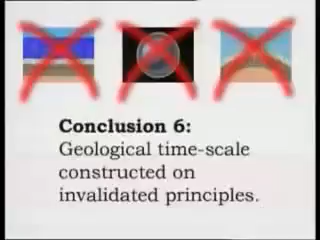 Conclusion 6:
Geological time-scale
constructed on
invalidated principles.